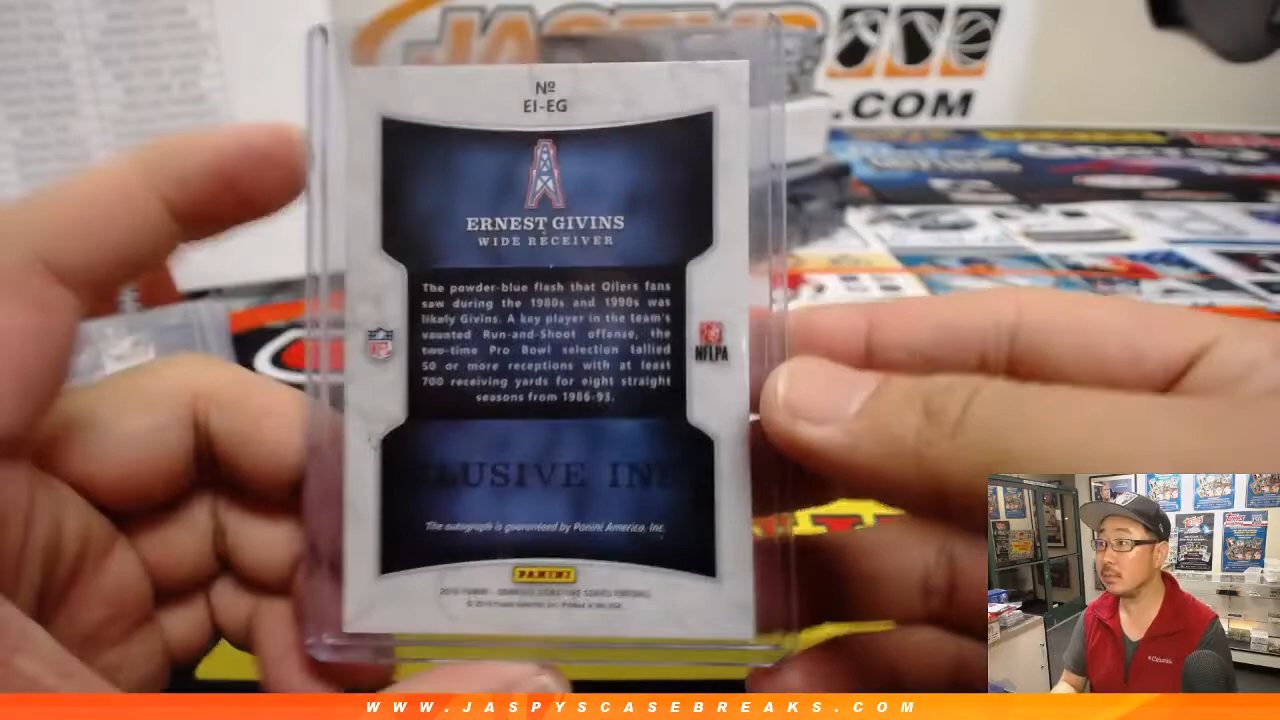 JASPYS
.COM
Nº
EI-EG
ERNEST GIVINS
WIDE RECEIVER
The powder-blue flash that Oilers fans
saw during the 1980s and 1990s was
likely Givins. A key player in the team's
vaunted Run-and-Shoot offense, the
two-time Pro Bowl selection tallied
50 or more receptions with at least
700 receiving yards for eight straight
seasons from 1986-93.
NFLPA
LUSIVE INK
The autograph is guaranteed by Panini America, Inc.
PANINI
Columbia
WWW.JASPYSCASEBREAKS.COM